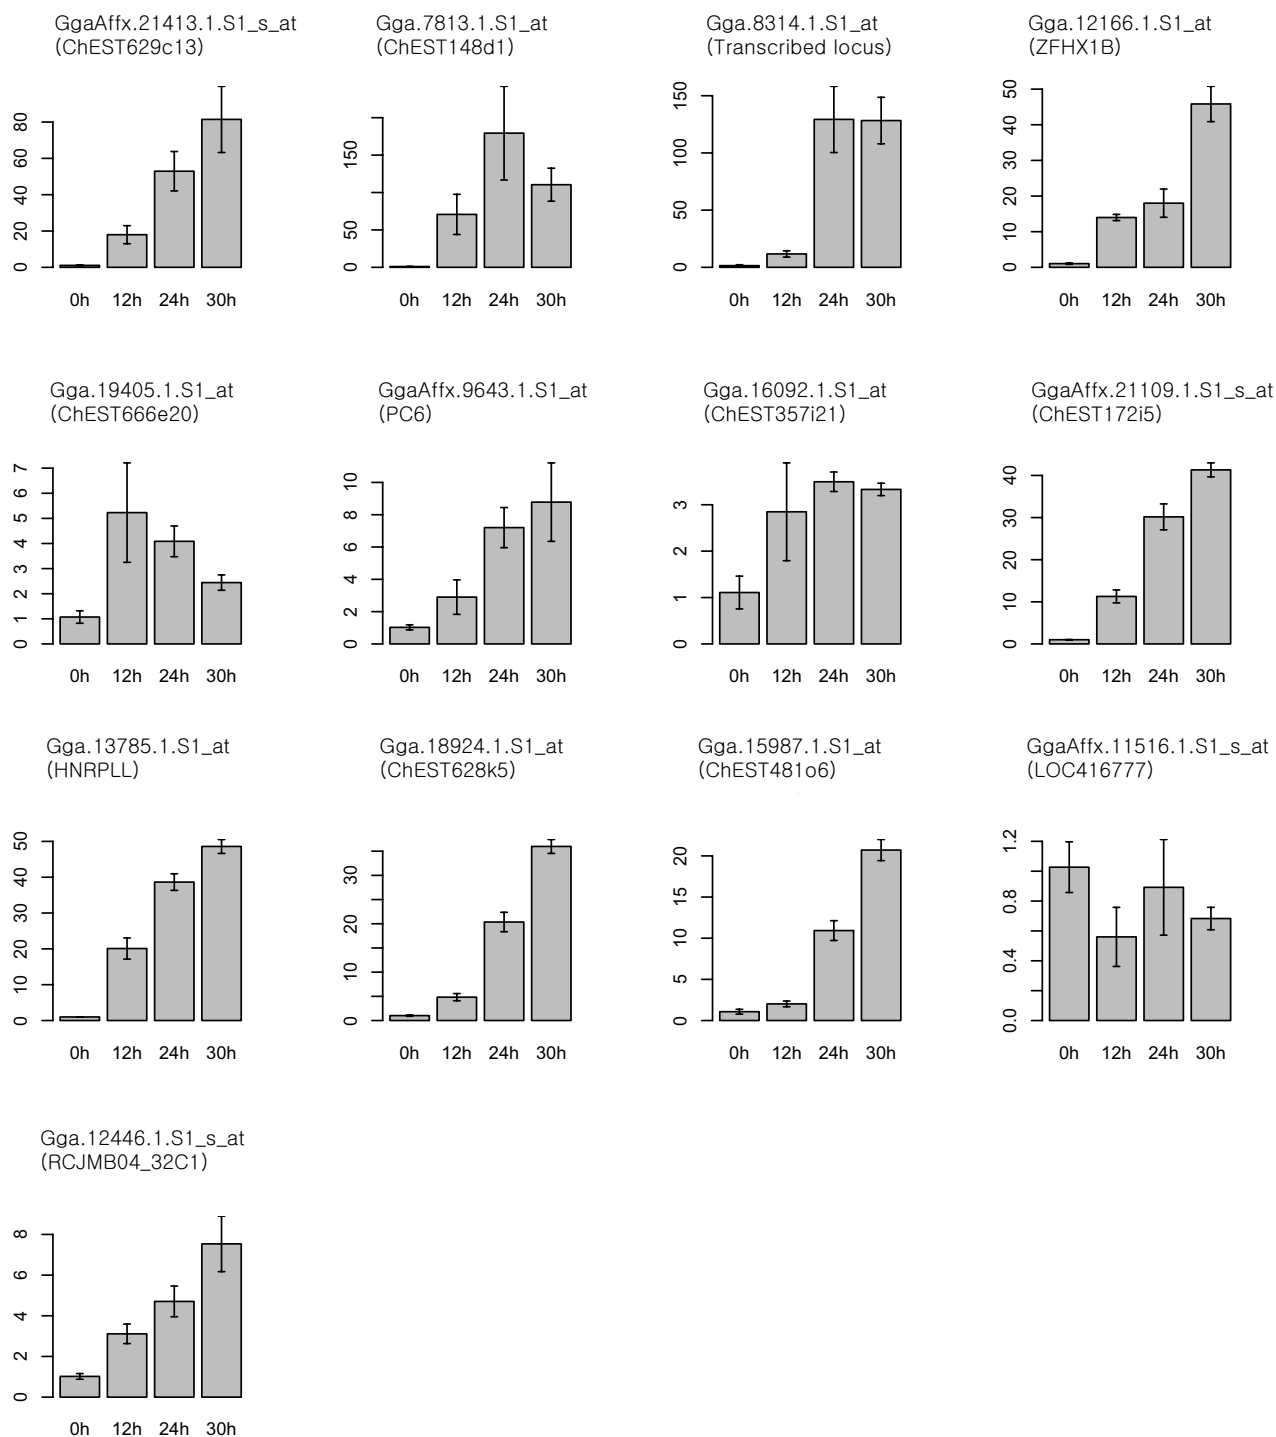 GgaAffx.21413.1.S1_s_at
(ChEST629c13)
0 20 40 60 80
0h 12h 24h 30h
Gga.7813.1.S1_at
(ChEST148d1)
0 50 150
0h 12h 24h 30h
Gga.8314.1.S1_at
(Transcribed locus)
0 50 100 150
0h 12h 24h 30h
Gga.12166.1.S1_at
(ZFHX1B)
0 10 20 30 40 50
0h 12h 24h 30h
Gga.19405.1.S1_at
(ChEST666e20)
0 1 2 3 4 5 6 7
0h 12h 24h 30h
GgaAffx.9643.1.S1_at
(PC6)
0 2 4 6 8 10
0h 12h 24h 30h
Gga.16092.1.S1_at
(ChEST357i21)
0 1 2 3
0h 12h 24h 30h
GgaAffx.21109.1.S1_s_at
(ChEST172i5)
0 10 20 30 40
0h 12h 24h 30h
Gga.13785.1.S1_at
(HNRPLL)
0 10 20 30 40 50
0h 12h 24h 30h
Gga.18924.1.S1_at
(ChEST628k5)
0 10 20 30
0h 12h 24h 30h
Gga.15987.1.S1_at
(ChEST481o6)
0 5 10 15 20
0h 12h 24h 30h
GgaAffx.11516.1.S1_s_at
(LOC416777)
0.0 0.4 0.8 1.2
0h 12h 24h 30h
Gga.12446.1.S1_s_at
(RCJMB04_32C1)
0 2 4 6 8
0h 12h 24h 30h